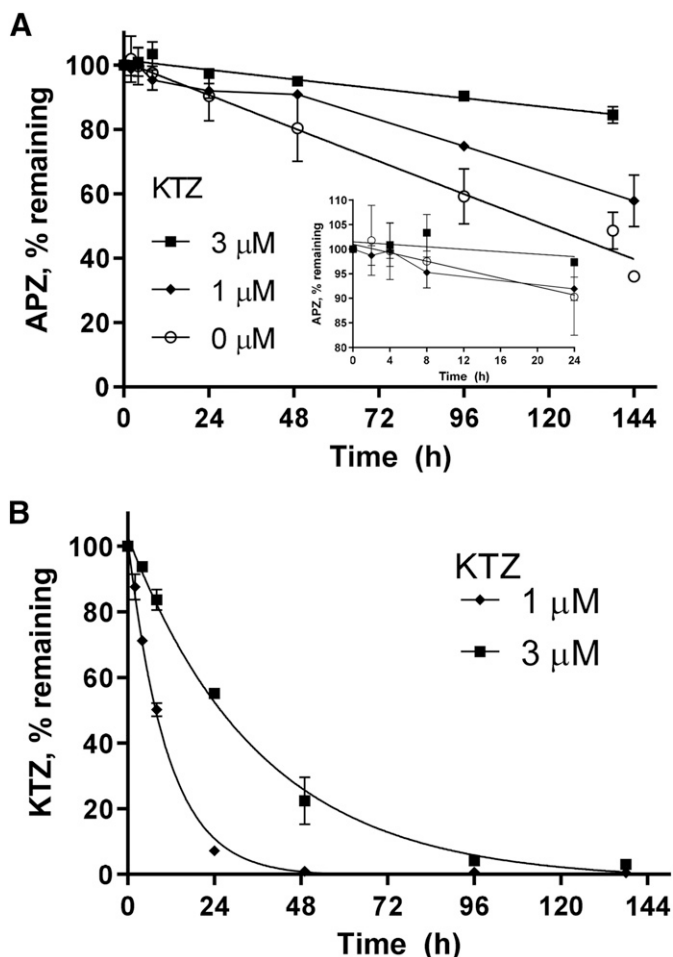 A
APZ, % remaining
100
80
60
40
20
0
KTZ
3 μM
1 μM
0 μM
APZ, % remaining
110
105
100
95
90
85
80
0 4 8 12 16 20 24
Time (h)
0 24 48 72 96 120 144
Time (h)
B
KTZ, % remaining
100
80
60
40
20
0
KTZ
1 μM
3 μM
0 24 48 72 96 120 144
Time (h)